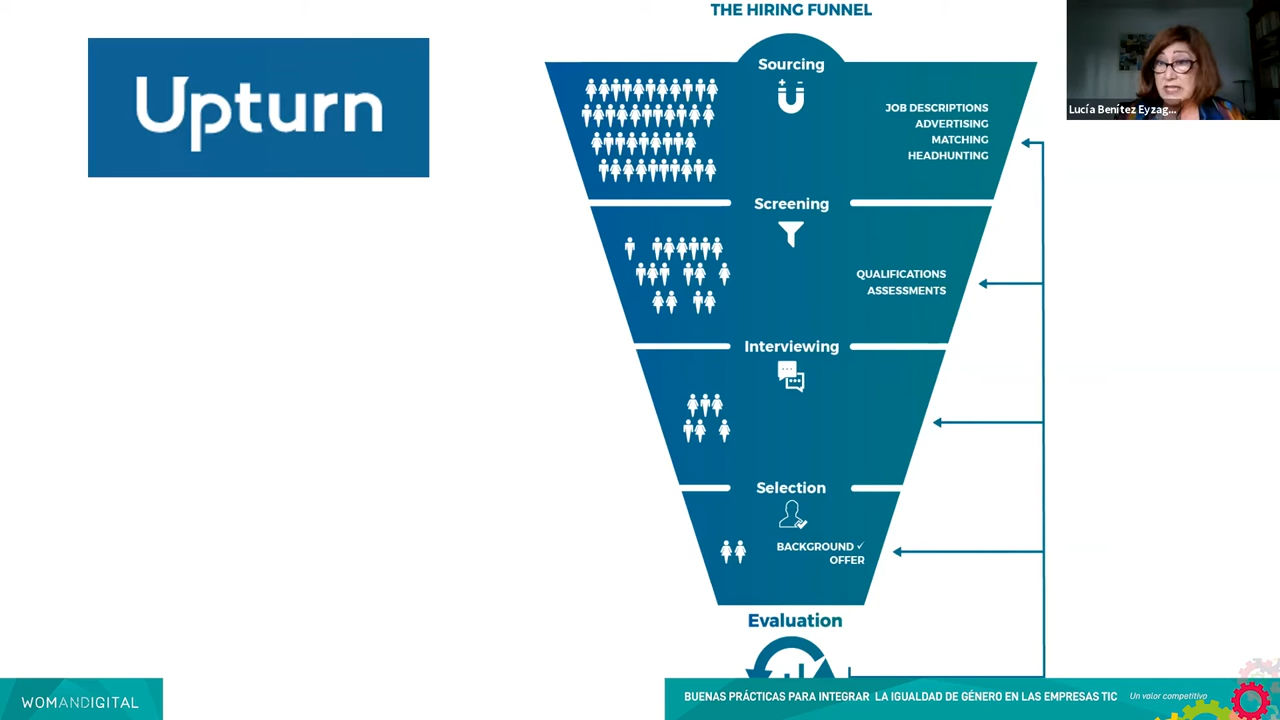 THE HIRING FUNNEL
Upturn
Sourcing
JOB DESCRIPTIONS
ADVERTISING
MATCHING
HEADHUNTING
Lucía Benítez Eyzag...
Screening
QUALIFICATIONS
ASSESSMENTS
Interviewing
Selection
BACKGROUND ✓
OFFER
Evaluation
WOMANDIGITAL
BUENAS PRÁCTICAS PARA INTEGRAR LA IGUALDAD DE GÉNERO EN LAS EMPRESAS TIC
Un valor competitivo